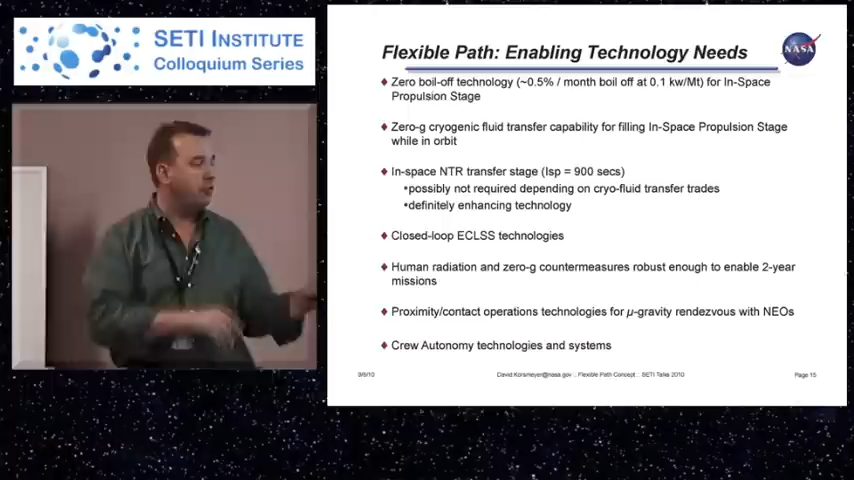 SETI INSTITUTE
Colloquium Series
Flexible Path: Enabling Technology Needs
NASA
Zero boil-off technology (~0.5% / month boil off at 0.1 kw/Mt) for In-Space
Propulsion Stage
Zero-g cryogenic fluid transfer capability for filling In-Space Propulsion Stage
while in orbit
In-space NTR transfer stage (Isp = 900 secs)
•possibly not required depending on cryo-fluid transfer trades
•definitely enhancing technology
Closed-loop ECLSS technologies
Human radiation and zero-g countermeasures robust enough to enable 2-year
missions
Proximity/contact operations technologies for µ-gravity rendezvous with NEOs
Crew Autonomy technologies and systems
David.Korsmeyer@nasa.gov :: Flexible Path Concept :: SETI Talks 2010
Page 15